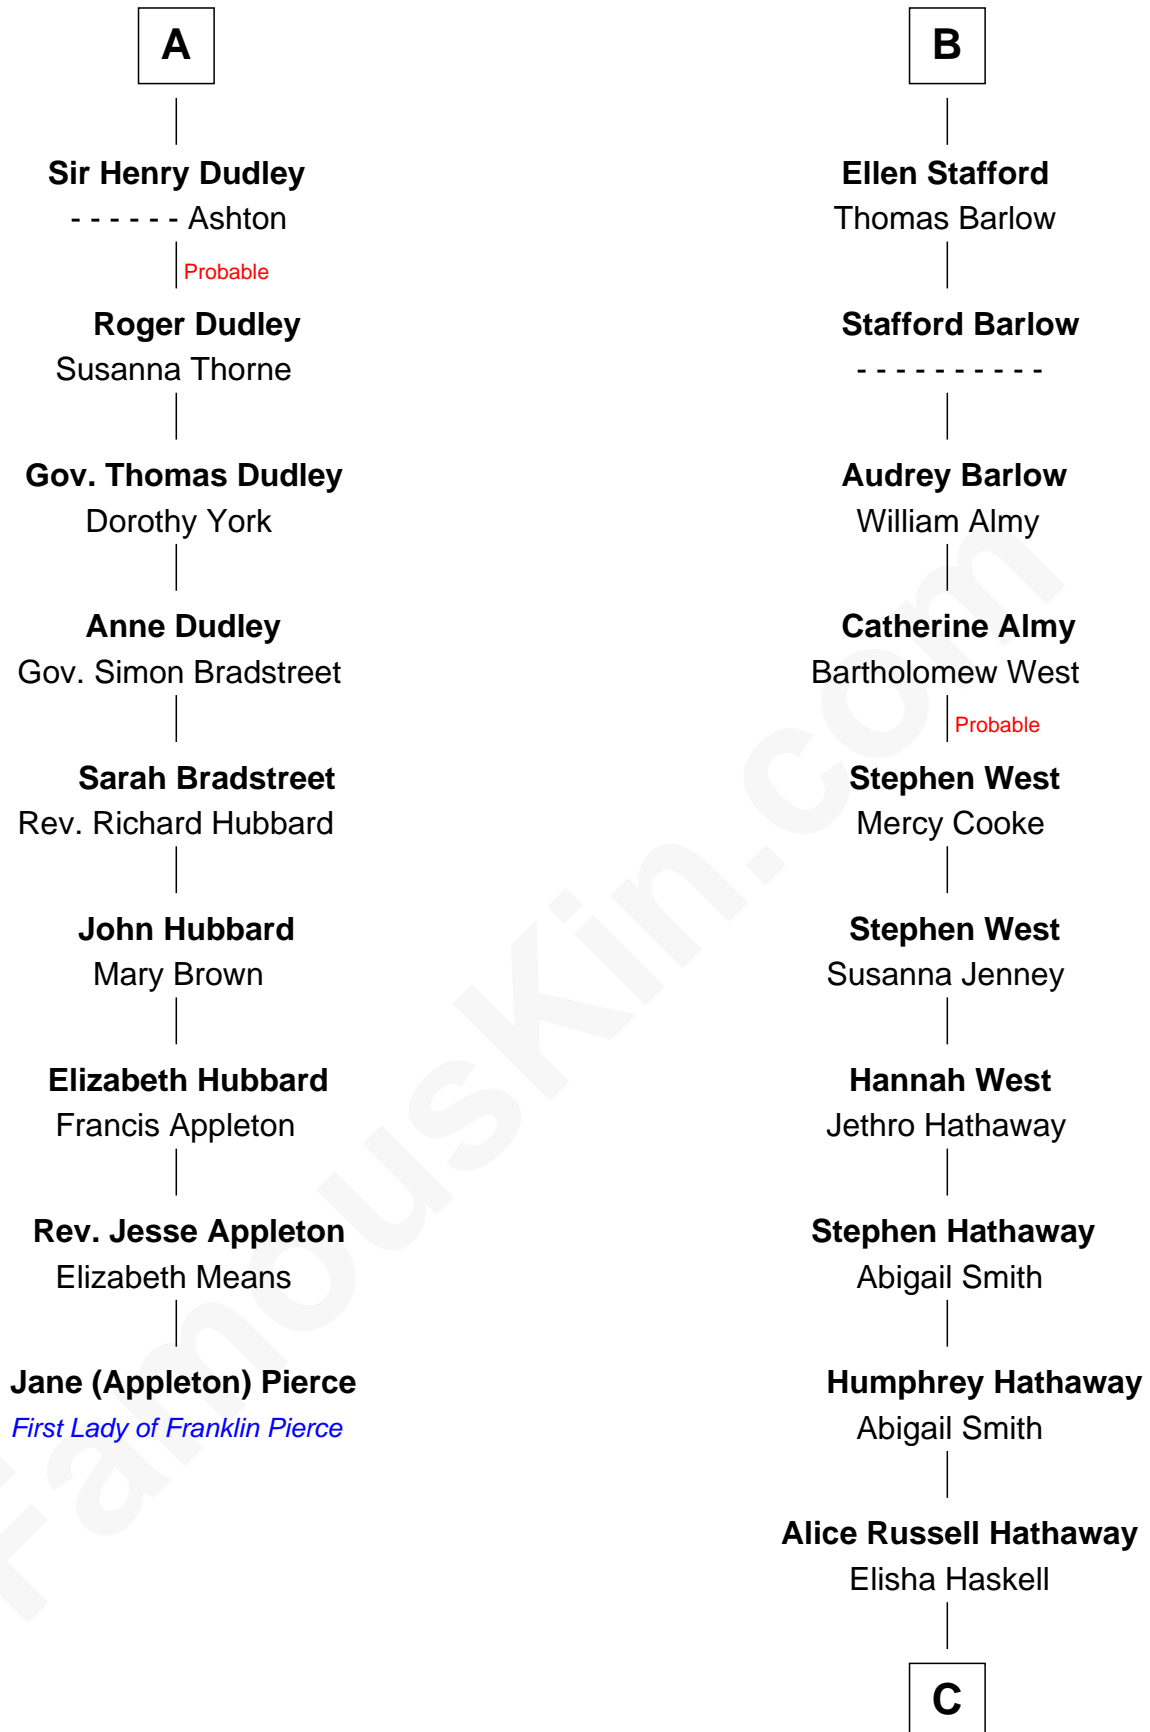 A
Sir Henry Dudley
- - - - - - Ashton
Probable
Roger Dudley
Susanna Thorne
Gov. Thomas Dudley
Dorothy York
Anne Dudley
Gov. Simon Bradstreet
Sarah Bradstreet
Rev. Richard Hubbard
John Hubbard
Mary Brown
Elizabeth Hubbard
Francis Appleton
Rev. Jesse Appleton
Elizabeth Means
Jane (Appleton) Pierce
First Lady of Franklin Pierce
B
Ellen Stafford
Thomas Barlow
Stafford Barlow
- - - - - - - - - -
Audrey Barlow
William Almy
Catherine Almy
Bartholomew West
Probable
Stephen West
Mercy Cooke
Stephen West
Susanna Jenney
Hannah West
Jethro Hathaway
Stephen Hathaway
Abigail Smith
Humphrey Hathaway
Abigail Smith
Alice Russell Hathaway
Elisha Haskell
C
FamousKin.com